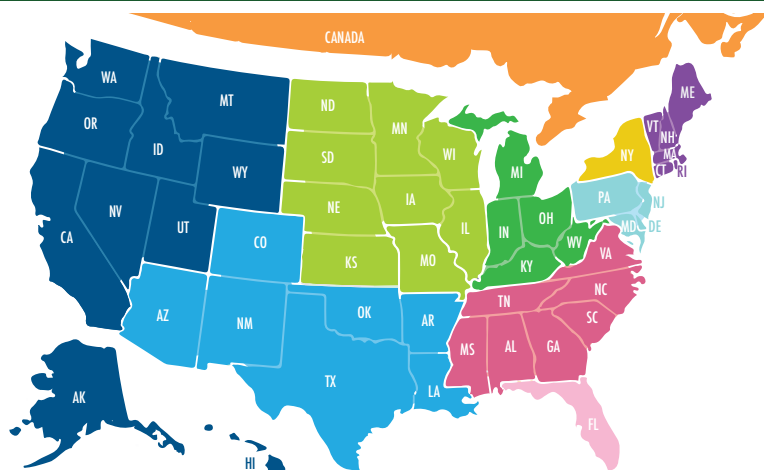 CANADA
WA
MT
ND
MN
ME
OR
ID
SD
WI
MI
VT
NH
NY
MA
CT
RI
WY
NE
IA
PA
NJ
NV
UT
CO
IL
IN
OH
MD
DE
CA
KS
MO
KY
WV
VA
AZ
NM
OK
AR
TN
NC
SC
MS
AL
GA
TX
LA
AK
FL
HI